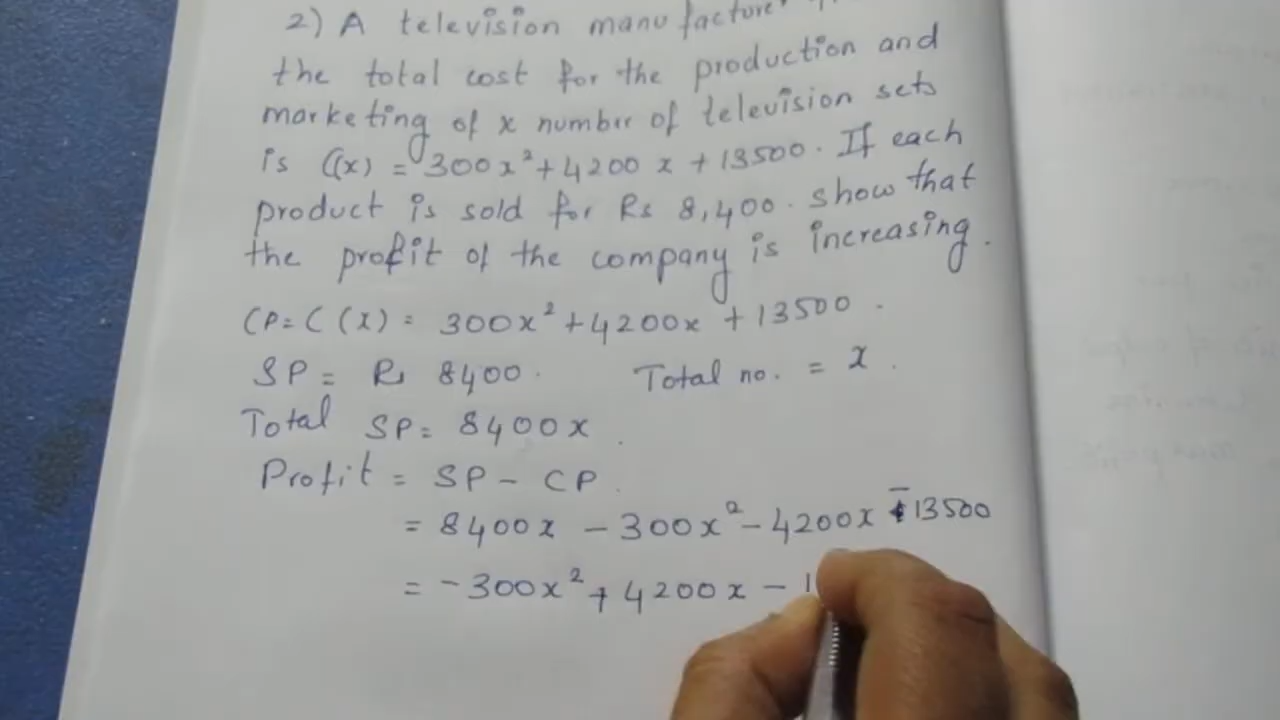 2) A television manufacturer
the total cost for the production and
marketing of x number of television sets
is C(x) = 300x² + 4200x + 13500. If each
product is sold for Rs 8,400. show that
the profit of the company is increasing.
CP = C(x) = 300x² + 4200x + 13500.
SP = Rs 8400. Total no. = x.
Total SP = 8400x.
Profit = SP - CP.
= 8400x - 300x² - 4200x - 13500
= -300x² + 4200x - 1